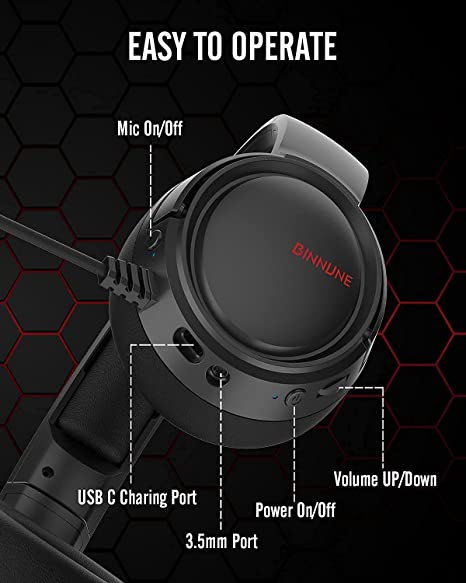 EASY TO OPERATE
Mic On/Off
BINNUNE
USB C Charing Port
3.5mm Port
Power On/Off
Volume UP/Down